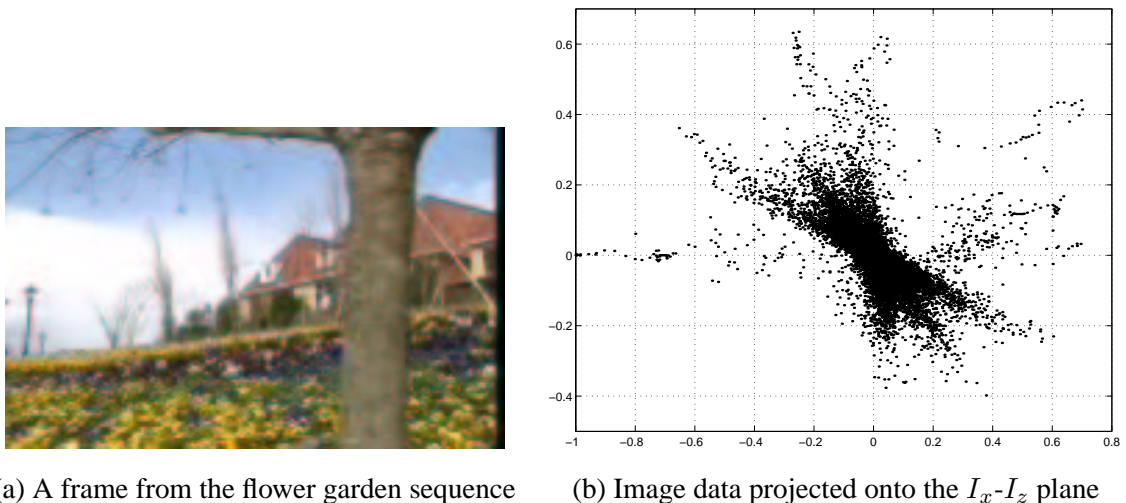 0.6
0.4
0.2
0
−0.2
−0.4
−1 −0.8 −0.6 −0.4 −0.2 0 0.2 0.4 0.6 0.8
a) A frame from the flower garden sequence
(b) Image data projected onto the I_x-I_z plane